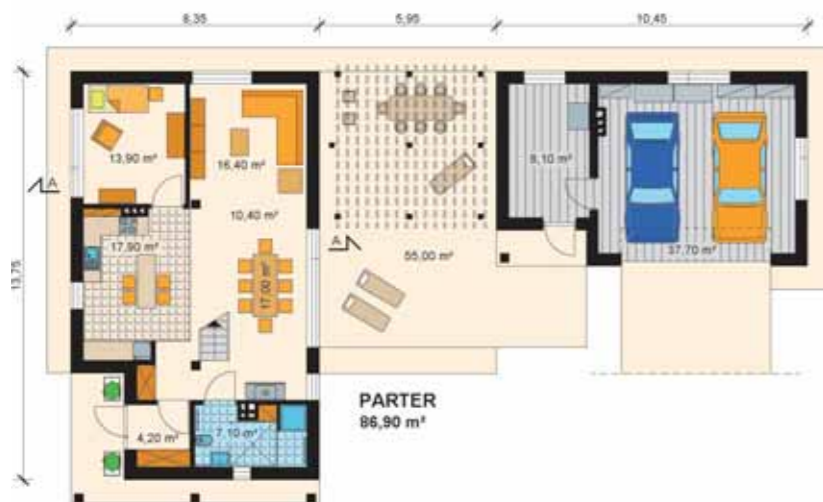 8,35
5,95
10,45
13,75
13,90 m²
16,40 m²
8,10 m²
A
10,40 m²
17,90 m²
A
55,00 m²
37,70 m²
17,00 m²
PARTER
86,90 m²
4,20 m²
7,10 m²